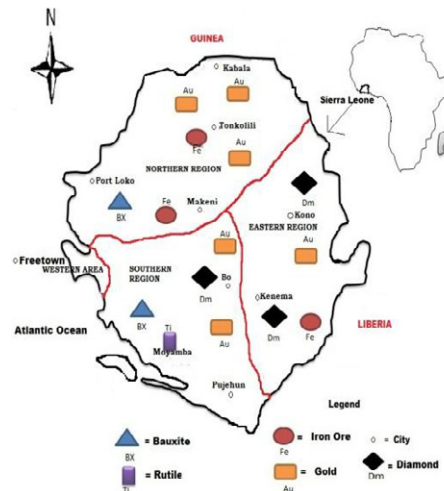 N
GUINEA
Kabala
Au
Au
Sierra Leone
Tonkolili
Fe
Au
NORTHERN REGION
Port Loko
Dm
BX
Fe
Makeni
Kono
EASTERN REGION
Au
Au
Freetown
WESTERN AREA
SOUTHERN
REGION
Bo
Dm
Kenema
BX
Ti
Au
Dm
Fe
LIBERIA
Atlantic Ocean
Moyamba
Pujehun
Legend
= Bauxite
BX
= Iron Ore
Fe
= City
= Rutile
Ti
= Gold
Au
= Diamond
Dm